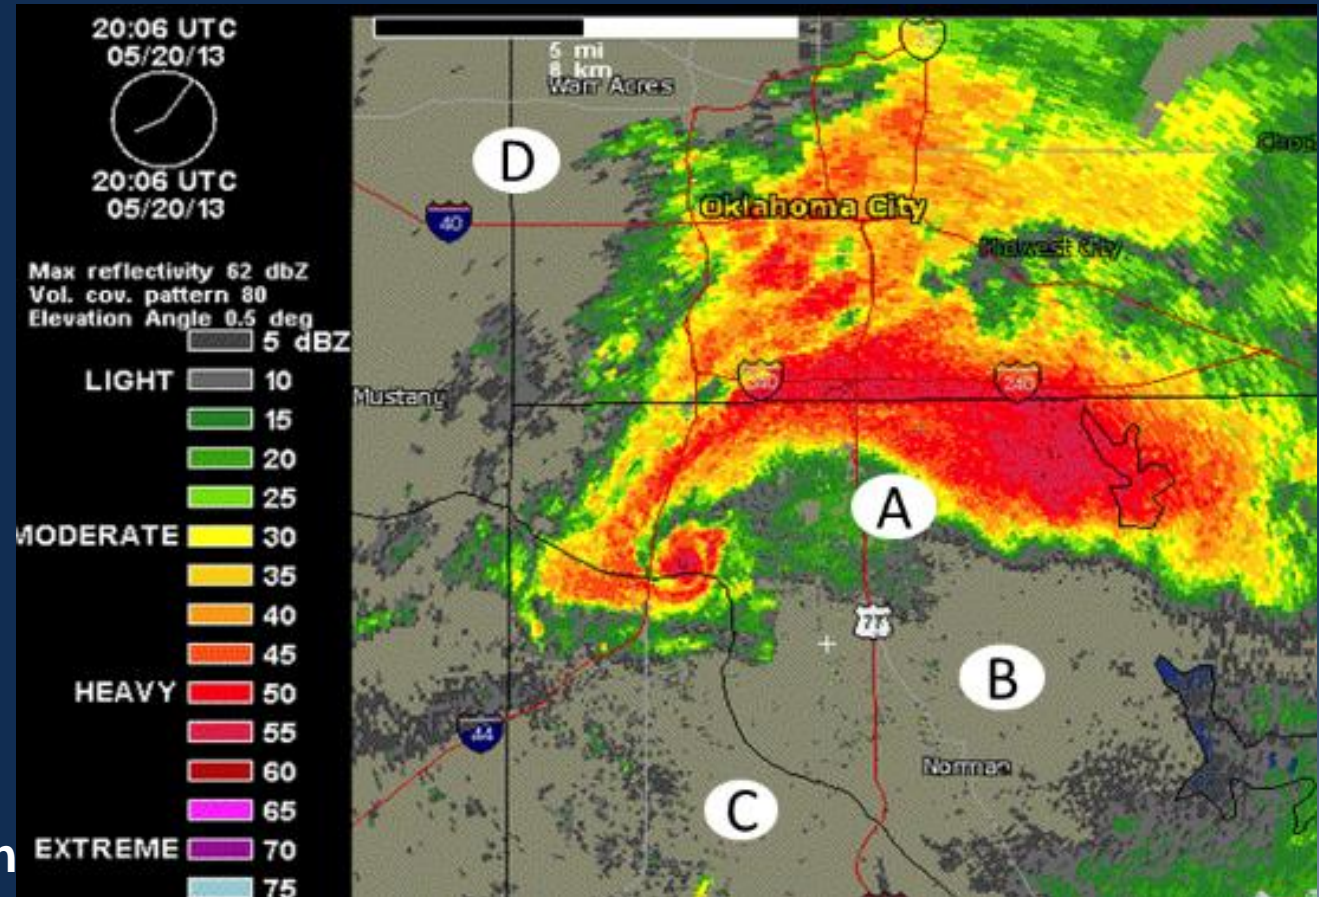 20:06 UTC
05/20/13
20:06 UTC
05/20/13
Max reflectivity 62 dbZ
Vol. cov. pattern 80
Elevation Angle 0.5 deg
5 dBZ
LIGHT 10
15
20
25
MODERATE 30
35
40
45
HEAVY 50
55
60
65
EXTREME 70
75
n
5 mi
8 km
Warr Acres
D
40
Oklahoma City
Midwest City
Mustang
240
A
77
B
44
Norman
C